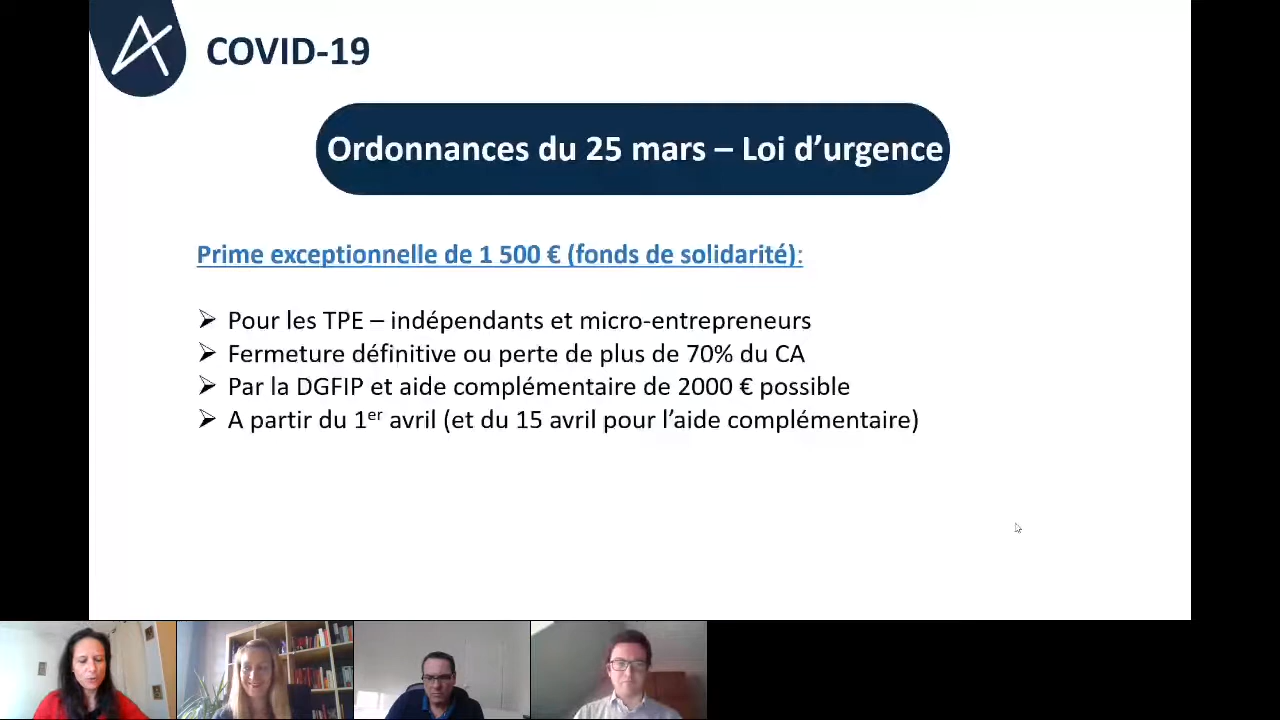 COVID-19
Ordonnances du 25 mars – Loi d’urgence
Prime exceptionnelle de 1 500 € (fonds de solidarité):
Pour les TPE – indépendants et micro-entrepreneurs
Fermeture définitive ou perte de plus de 70% du CA
Par la DGFIP et aide complémentaire de 2000 € possible
A partir du 1er avril (et du 15 avril pour l’aide complémentaire)